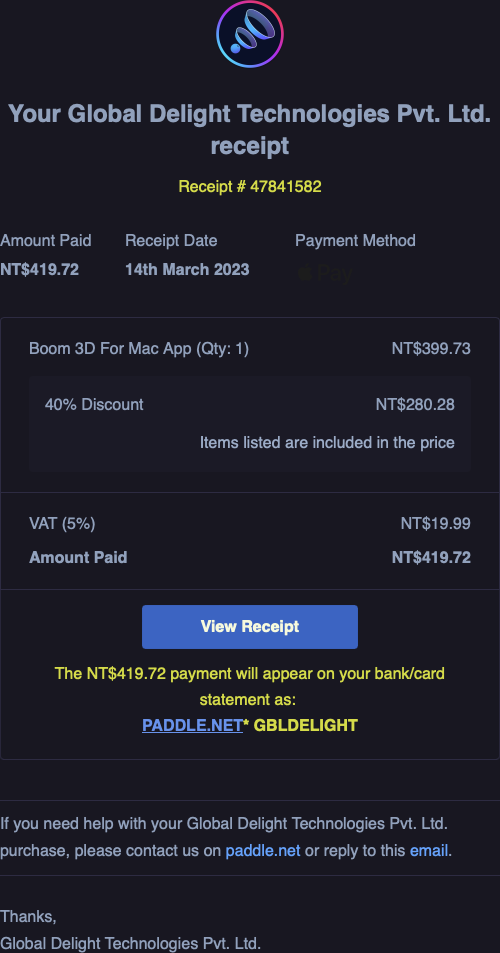 Your Global Delight Technologies Pvt. Ltd.
receipt
Receipt # 47841582
Amount Paid
Receipt Date
Payment Method
NT$419.72
14th March 2023
Pay
Boom 3D For Mac App (Qty: 1)
NT$399.73
40% Discount
NT$280.28
Items listed are included in the price
VAT (5%)
NT$19.99
Amount Paid
NT$419.72
View Receipt
The NT$419.72 payment will appear on your bank/card
statement as:
PADDLE.NET* GBLDELIGHT
If you need help with your Global Delight Technologies Pvt. Ltd.
purchase, please contact us on paddle.net or reply to this email.
Thanks,
Global Delight Technologies Pvt. Ltd.